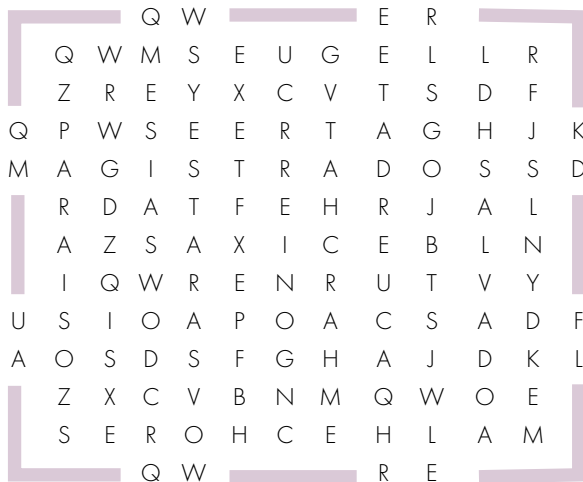 Q W E R
Q W M S E U G E L L R
Z R E Y X C V T S D F
Q P W S E E R T A G H J K
M A G I S T R A D O S S D
R D A T F E H R J A L
A Z S A X I C E B L N
I Q W R E N R U T V Y
U S I O A P O A C S A D F
A O S D S F G H A J D K L
Z X C V B N M Q W O E
S E R O H C E H L A M
Q W R E